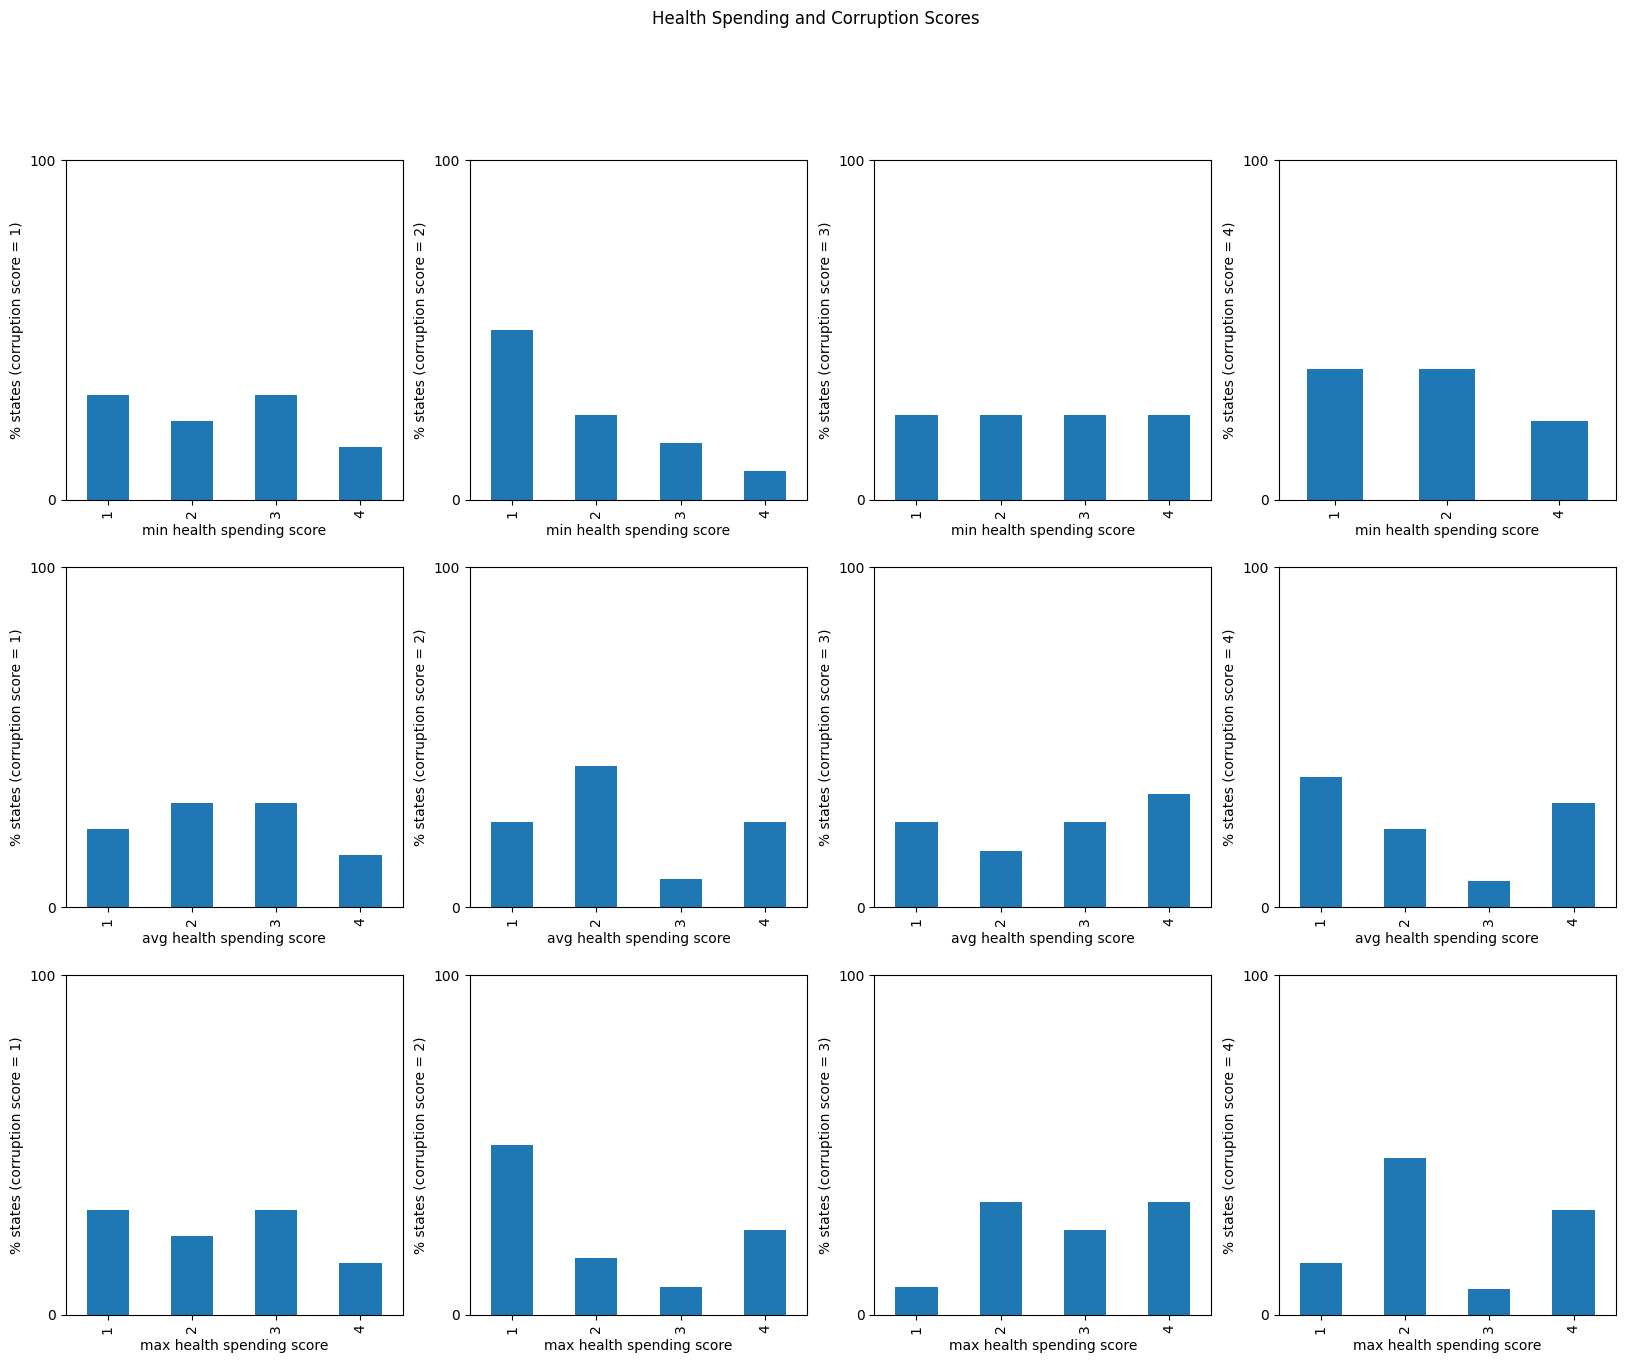 Health Spending and Corruption Scores
100
0
% states (corruption score = 1)
1 2 3 4
min health spending score
100
0
% states (corruption score = 2)
1 2 3 4
min health spending score
100
0
% states (corruption score = 3)
1 2 3 4
min health spending score
100
0
% states (corruption score = 4)
1 2 4
min health spending score
100
0
% states (corruption score = 1)
1 2 3 4
avg health spending score
100
0
% states (corruption score = 2)
1 2 3 4
avg health spending score
100
0
% states (corruption score = 3)
1 2 3 4
avg health spending score
100
0
% states (corruption score = 4)
1 2 3 4
avg health spending score
100
0
% states (corruption score = 1)
1 2 3 4
max health spending score
100
0
% states (corruption score = 2)
1 2 3 4
max health spending score
100
0
% states (corruption score = 3)
1 2 3 4
max health spending score
100
0
% states (corruption score = 4)
1 2 3 4
max health spending score